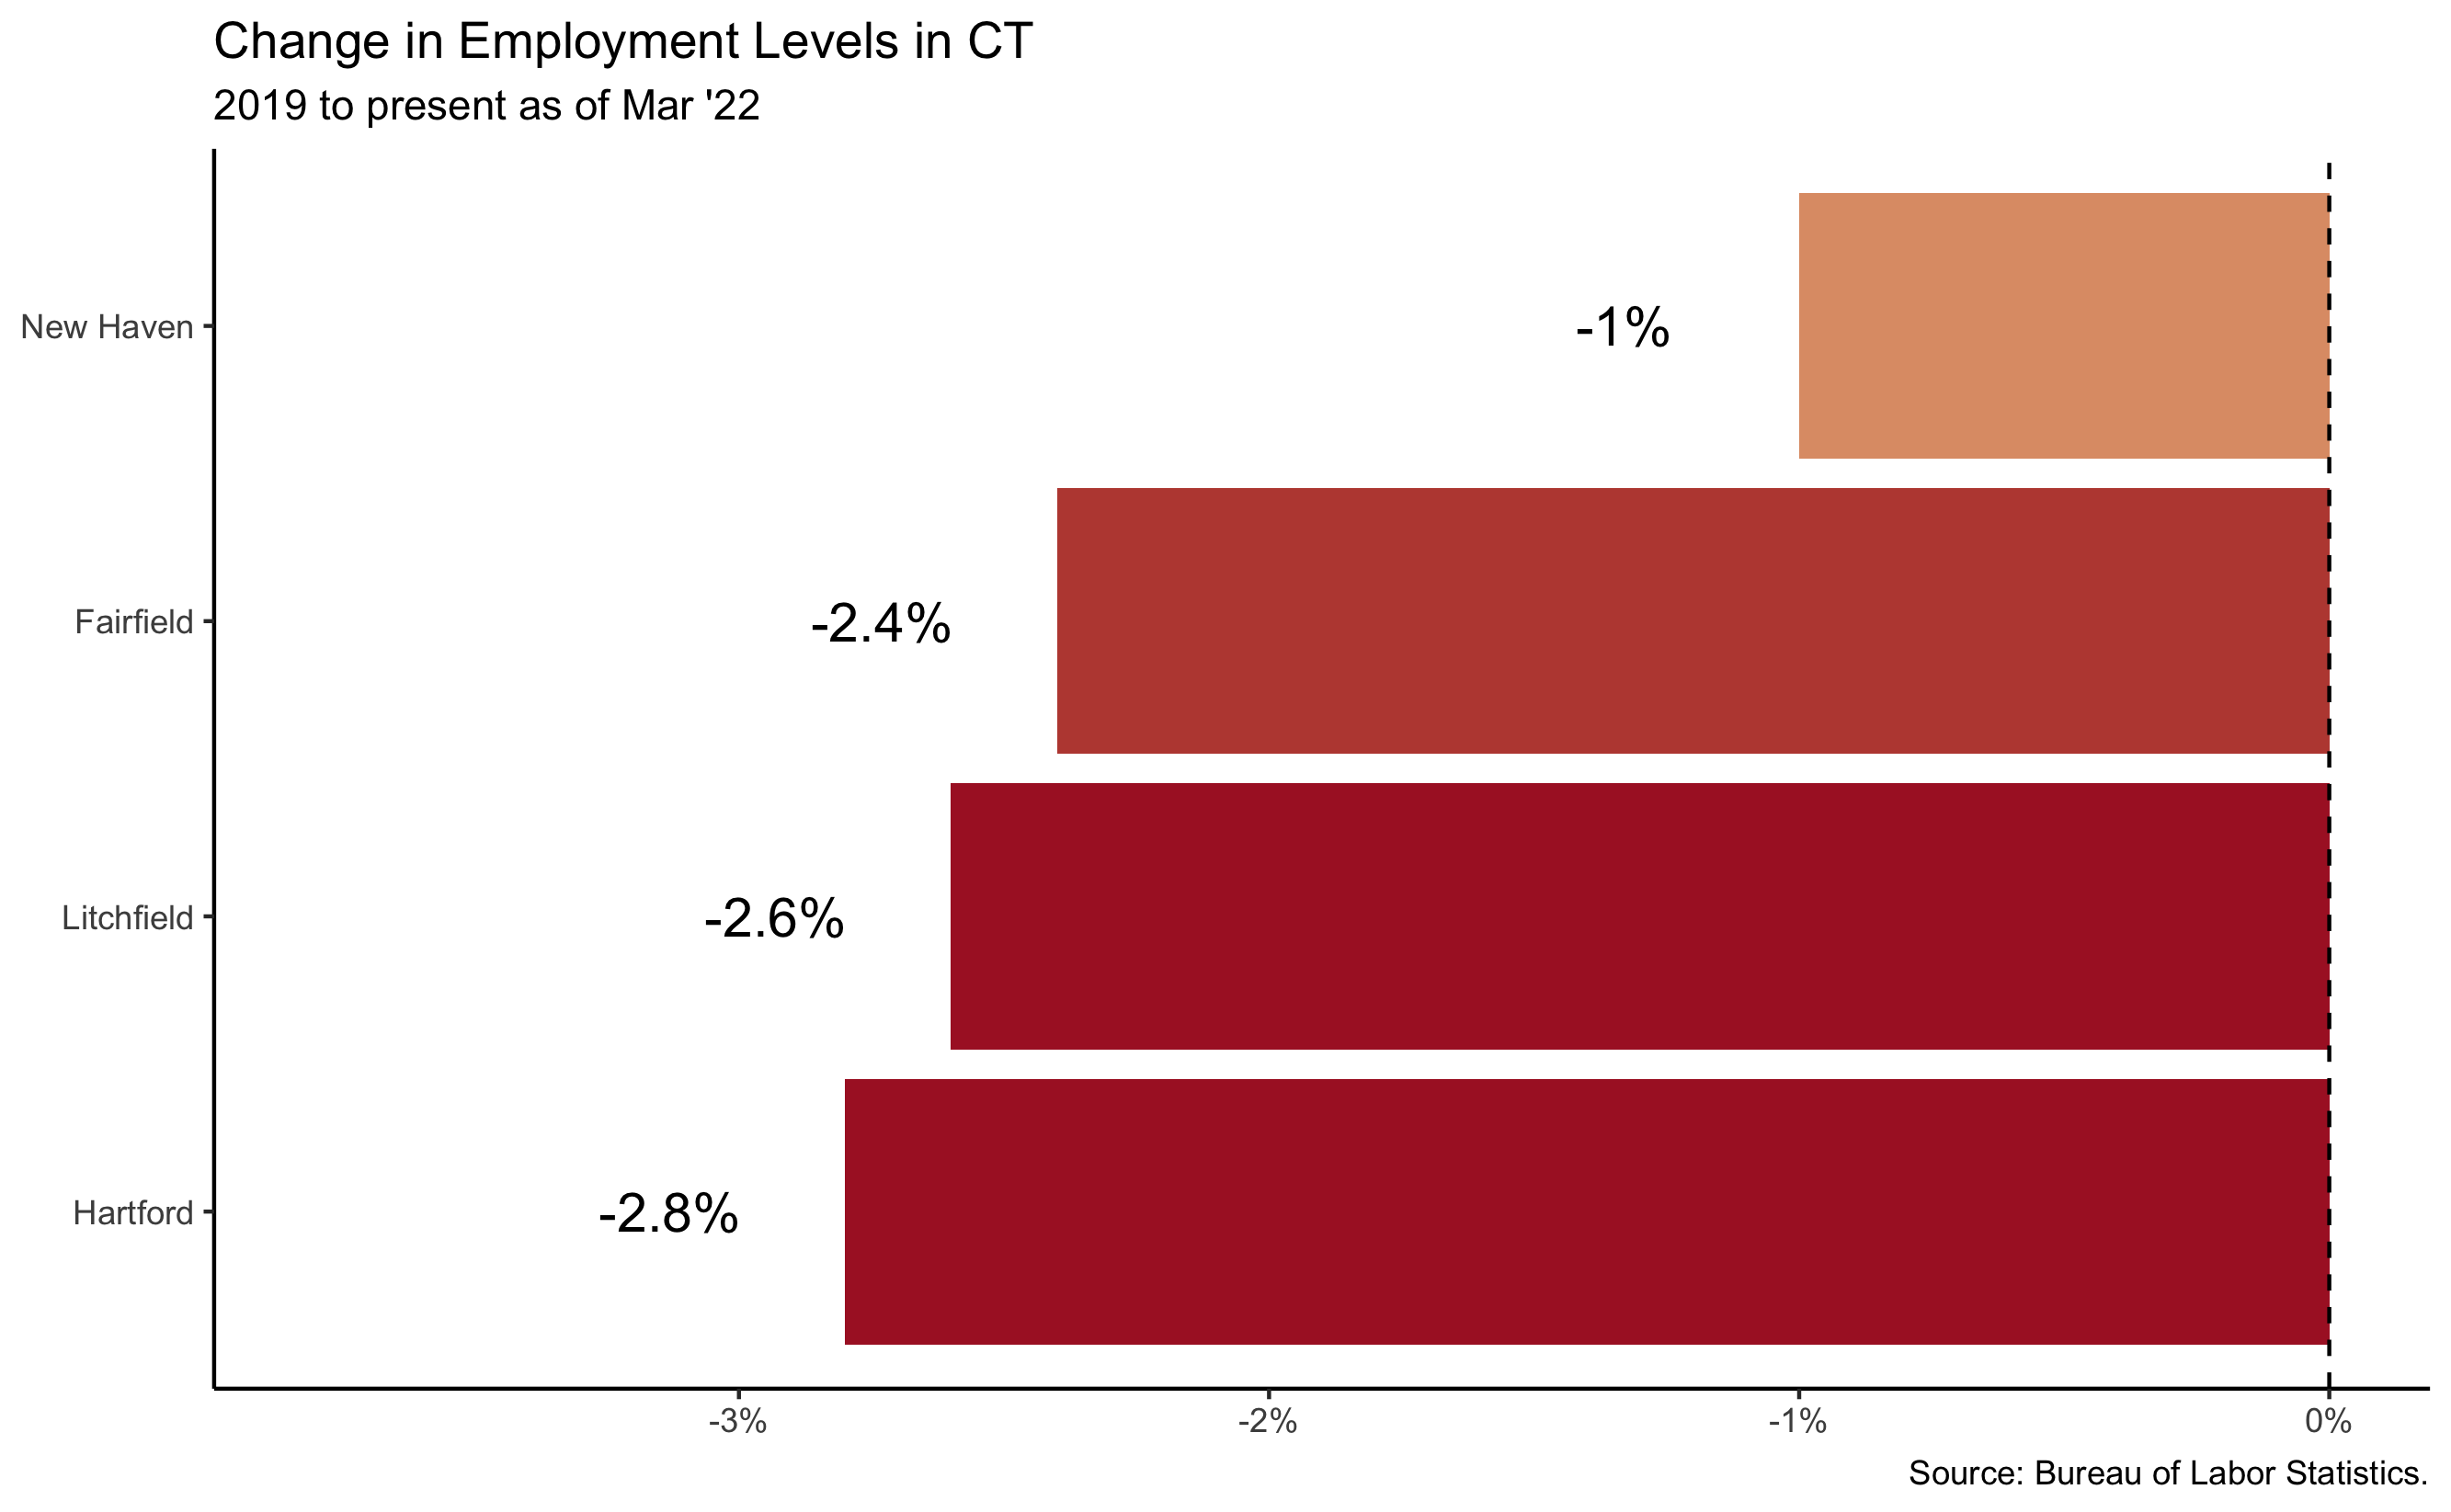 Change in Employment Levels in CT
2019 to present as of Mar '22
New Haven
-1%
Fairfield
-2.4%
Litchfield
-2.6%
Hartford
-2.8%
-3%
-2%
-1%
0%
Source: Bureau of Labor Statistics.